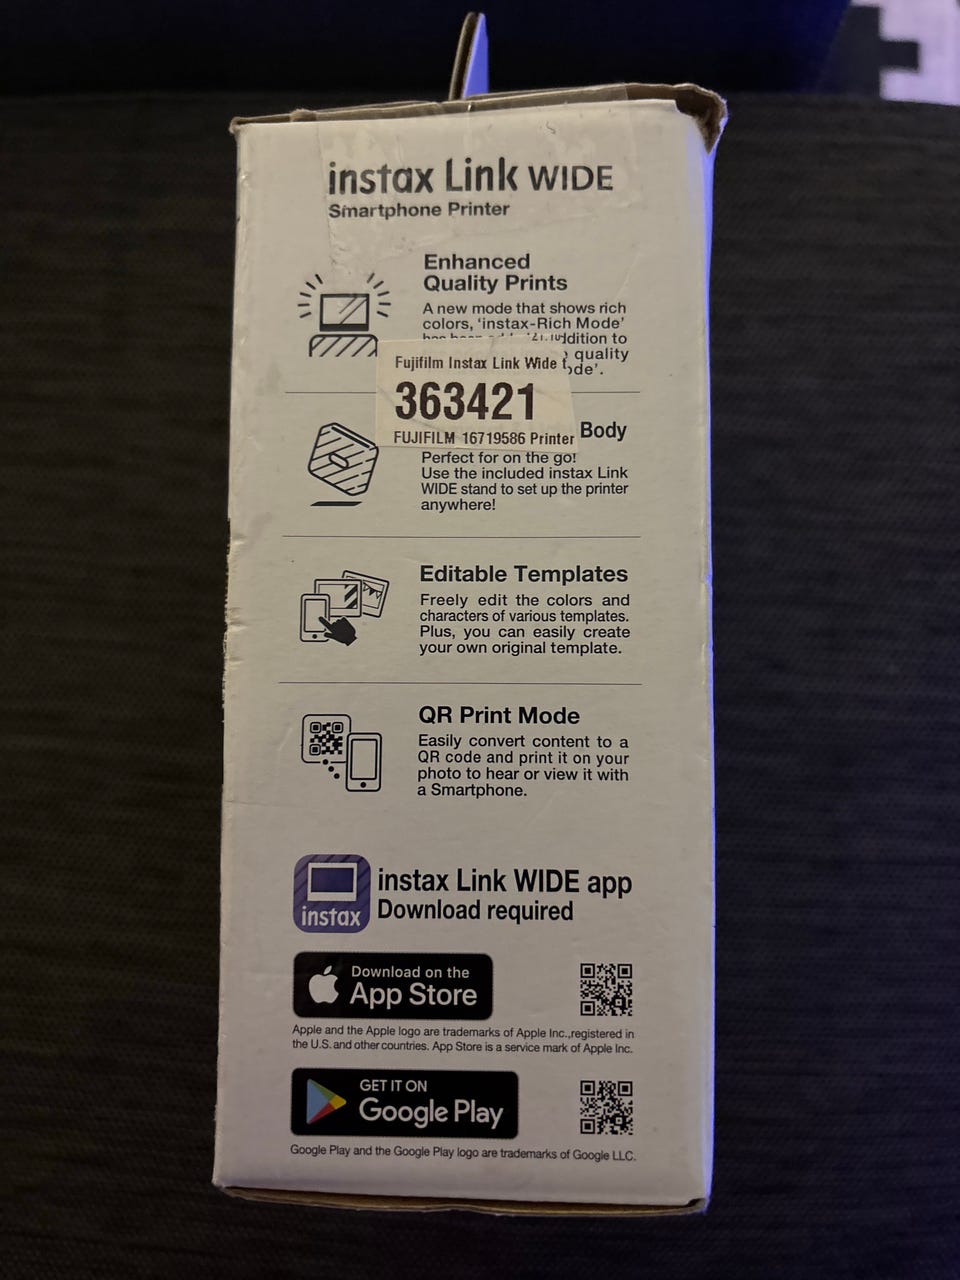 instax Link WIDE
Smartphone Printer
Enhanced
Quality Prints
A new mode that shows rich
colors, 'instax-Rich Mode'
dition to
quality
de'.
Fujifilm Instax Link Wide
363421
FUJIFILM 16719586 Printer
Body
Perfect for on the go!
Use the included instax Link
WIDE stand to set up the printer
anywhere!
Editable Templates
Freely edit the colors and
characters of various templates.
Plus, you can easily create
your own original template.
QR Print Mode
Easily convert content to a
QR code and print it on your
photo to hear or view it with
a Smartphone.
instax
instax Link WIDE app
Download required
Download on the
App Store
Apple and the Apple logo are trademarks of Apple Inc.,registered in
the U.S. and other countries. App Store is a service mark of Apple Inc.
GET IT ON
Google Play
Google Play and the Google Play logo are trademarks of Google LLC.